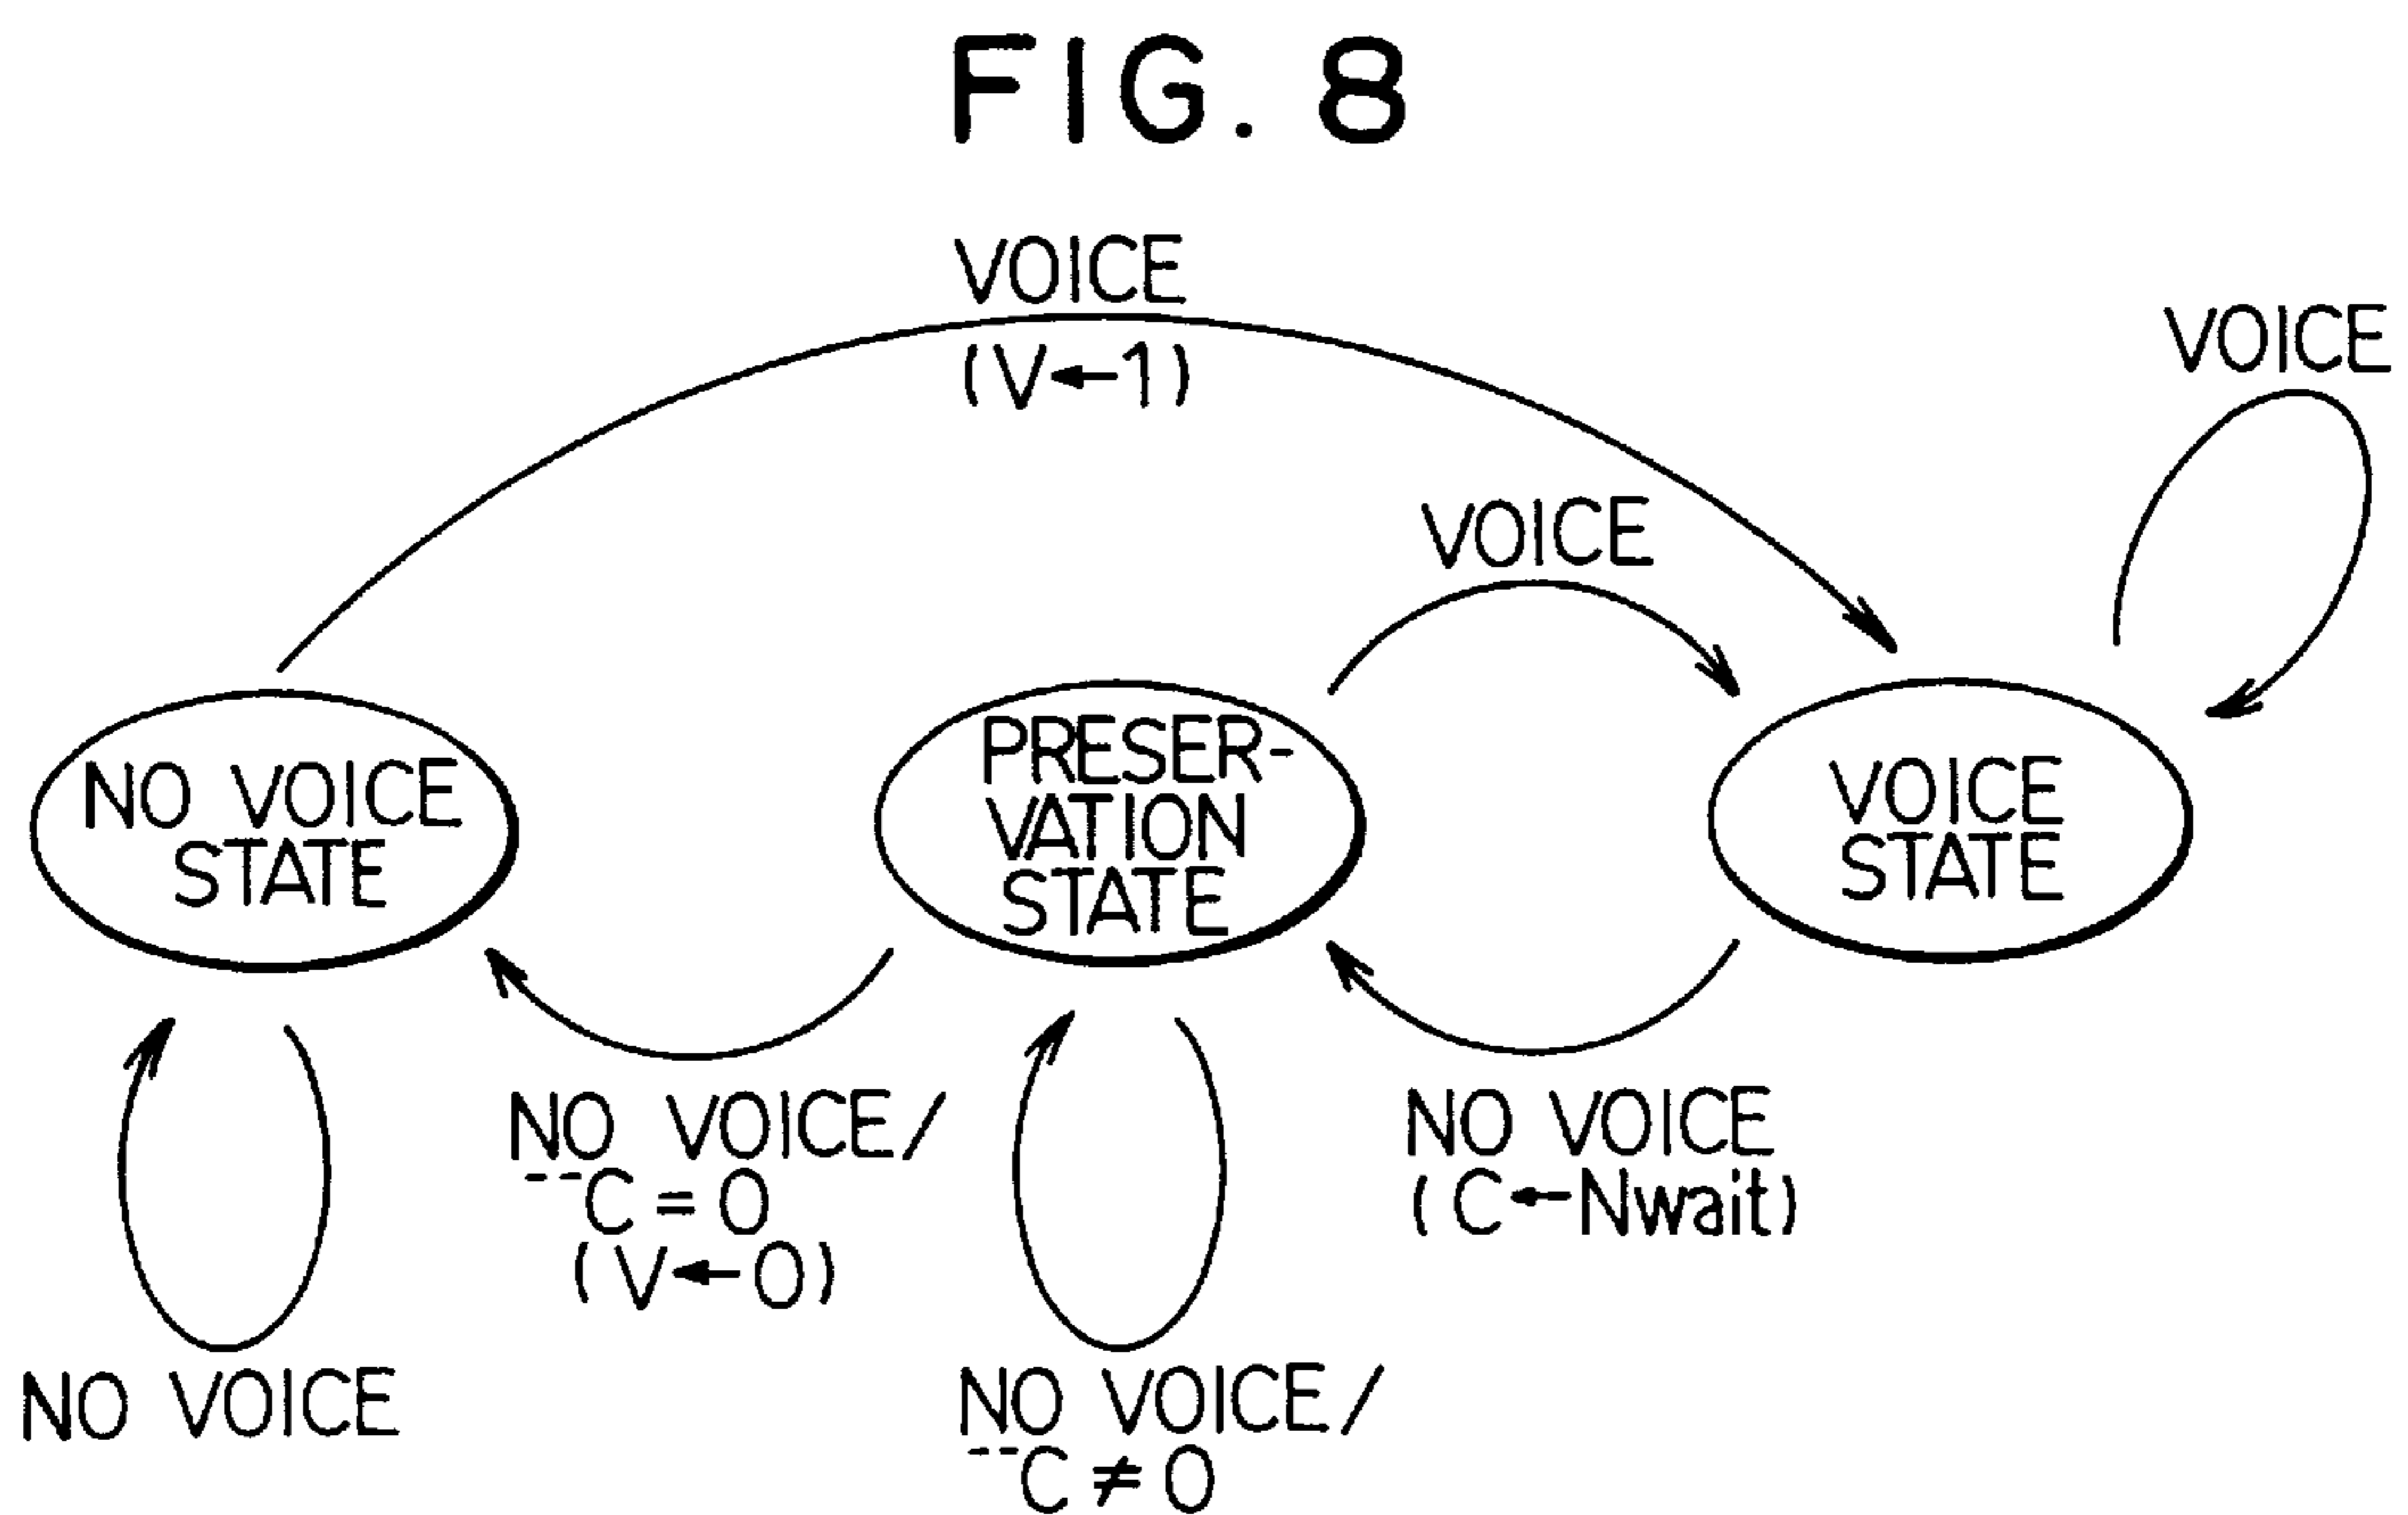 FIG. 8
VOICE
(V←1)
VOICE
VOICE
NO VOICE
STATE
PRESER-
VATION
STATE
VOICE
STATE
NO VOICE/
--C=0
(V←0)
NO VOICE
(C←Nwait)
NO VOICE
NO VOICE/
--C≠0